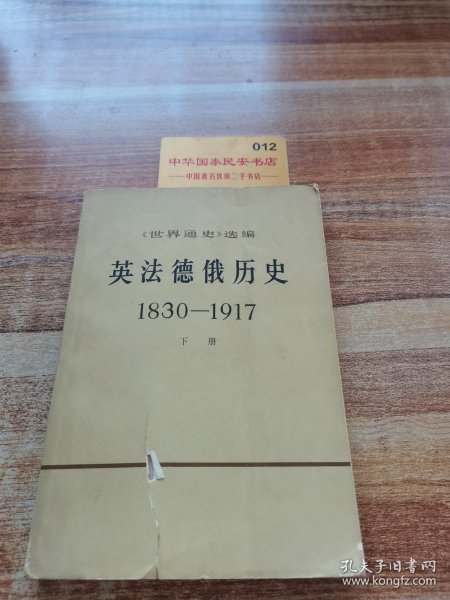 012
中华国泰民安书店
——中国著名优质二手书店——
《世界通史》选编
英法德俄历史
1830—1917
下册
孔夫子旧书网
www.kongfz.com